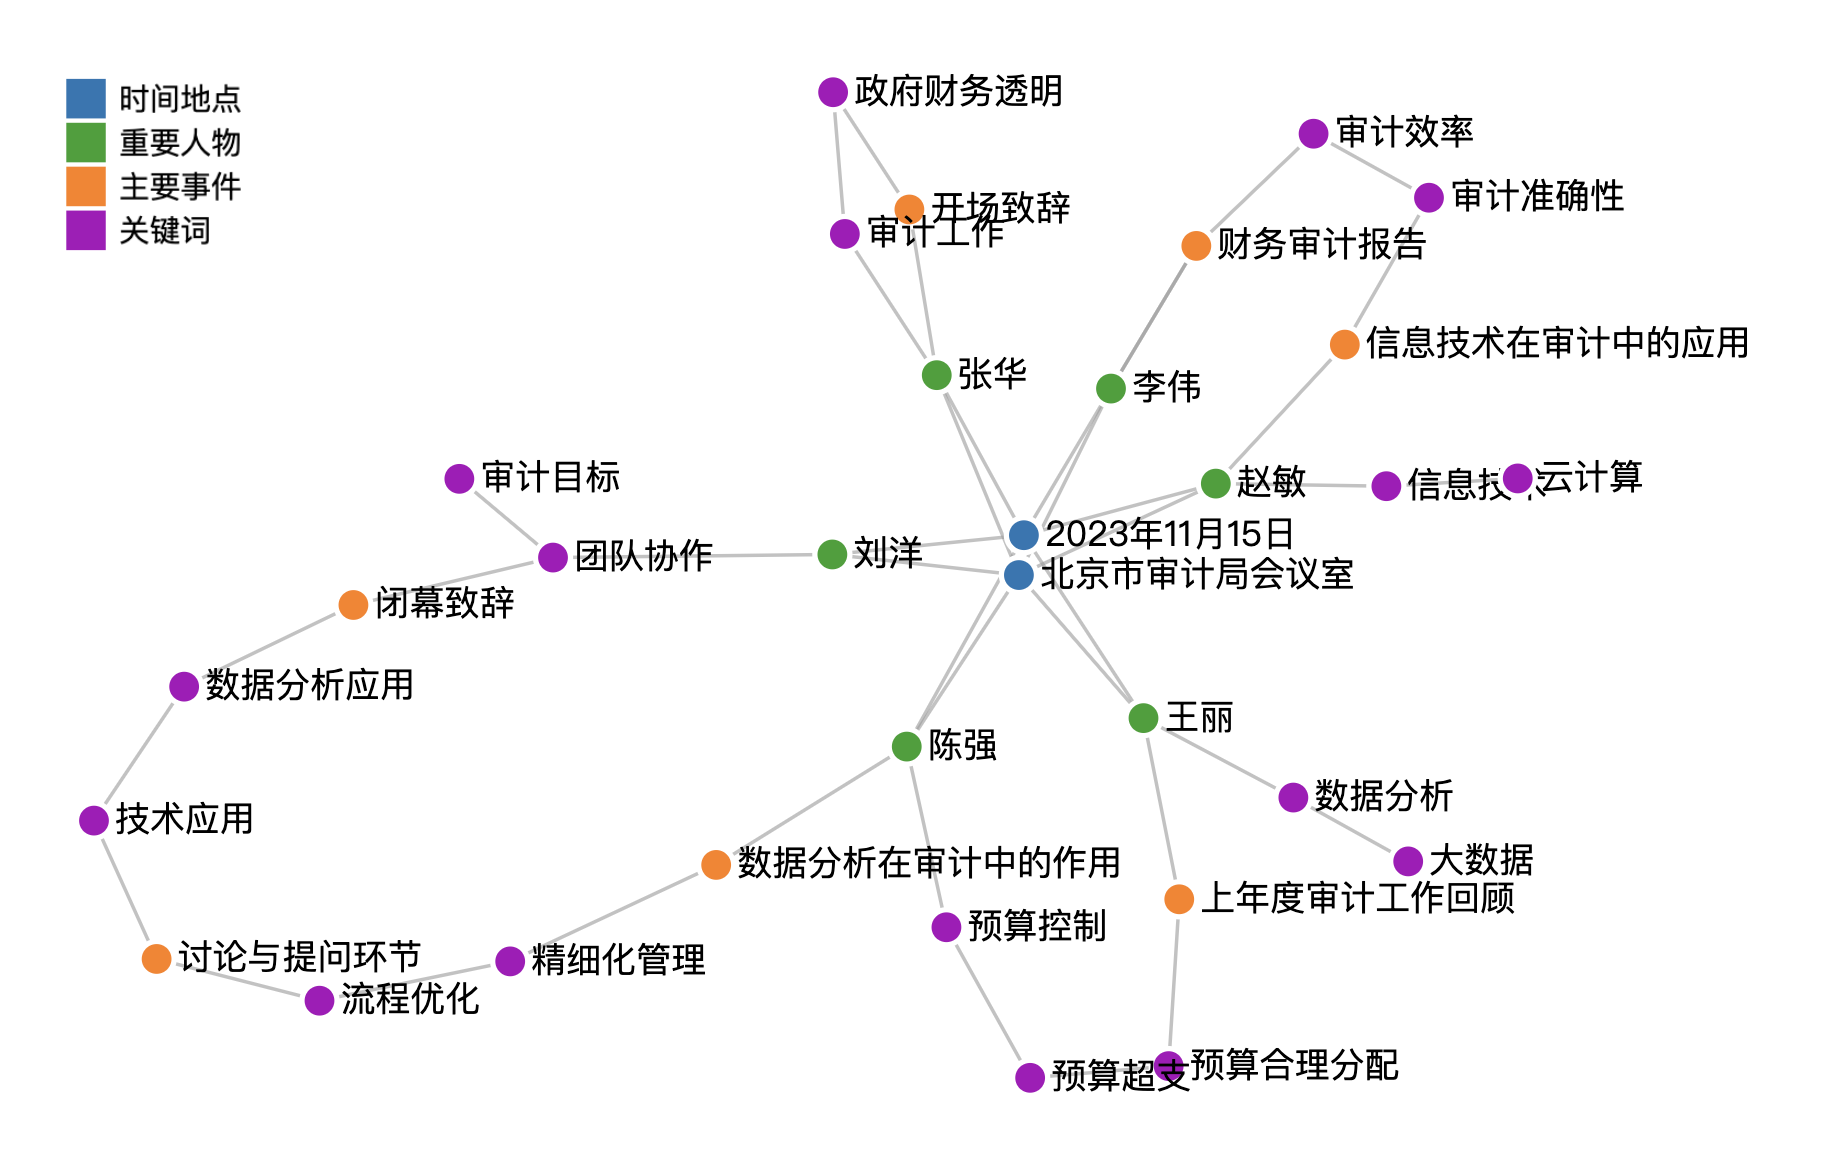 时间地点
重要人物
主要事件
关键词
政府财务透明
审计效率
审计准确性
开场致辞
审计工作
财务审计报告
信息技术在审计中的应用
张华
李伟
审计目标
赵敏
信息技术
云计算
2023年11月15日
刘洋
团队协作
北京市审计局会议室
闭幕致辞
数据分析应用
王丽
陈强
数据分析
技术应用
大数据
数据分析在审计中的作用
上年度审计工作回顾
预算控制
讨论与提问环节
精细化管理
流程优化
预算合理分配
预算超支